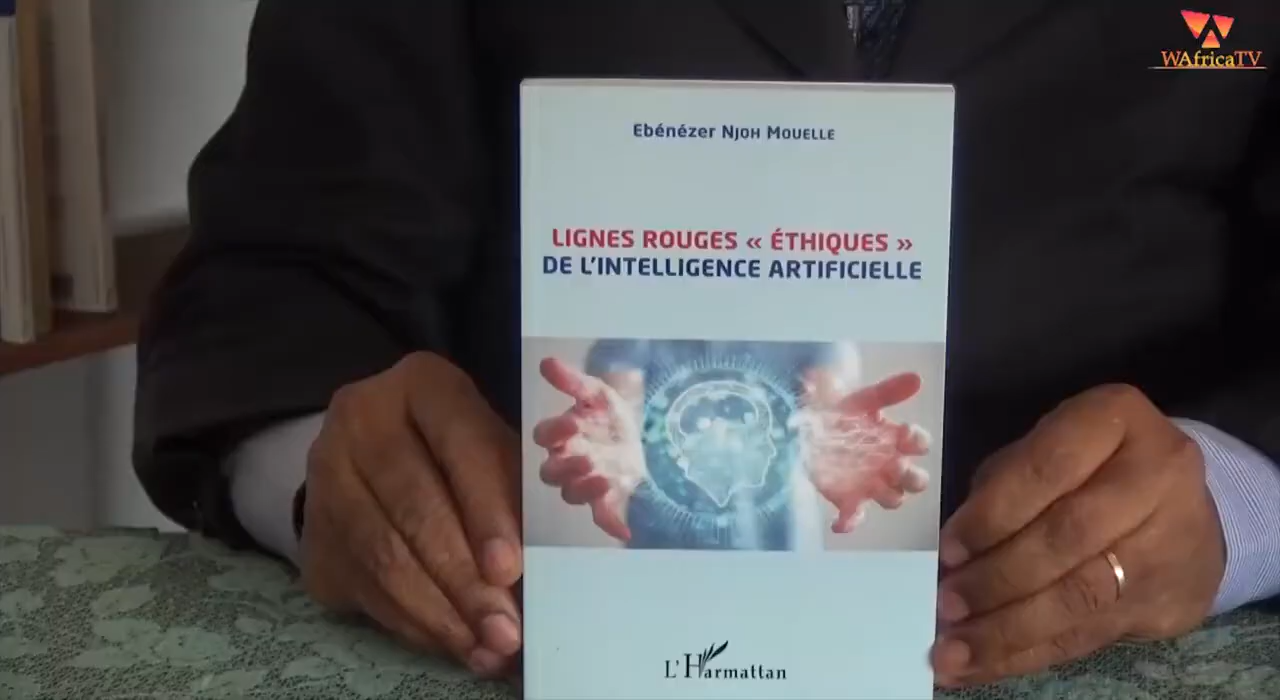 WAfricaTV
Ebénézer Njoh Mouelle
LIGNES ROUGES « ÉTHIQUES »
DE L'INTELLIGENCE ARTIFICIELLE
L'Harmattan